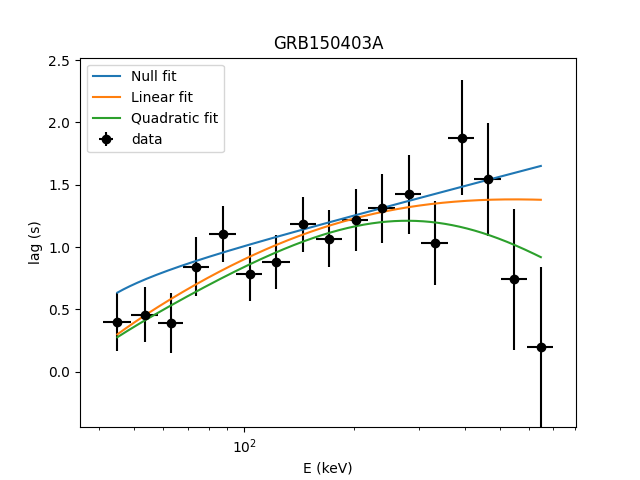 GRB150403A
2.5
2.0
1.5
1.0
0.5
0.0
lag (s)
Null fit
Linear fit
Quadratic fit
data
10²
E (keV)